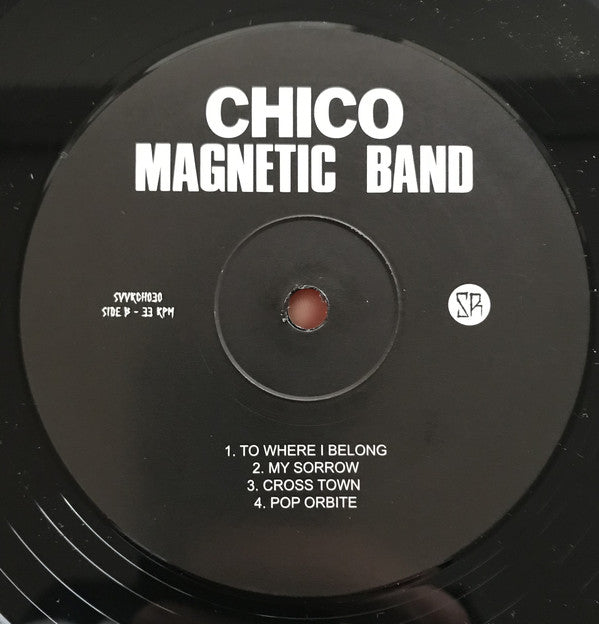 CHICO
MAGNETIC BAND
SVVRCH030
SIDE B - 33 RPM
SR
1. TO WHERE I BELONG
2. MY SORROW
3. CROSS TOWN
4. POP ORBITE